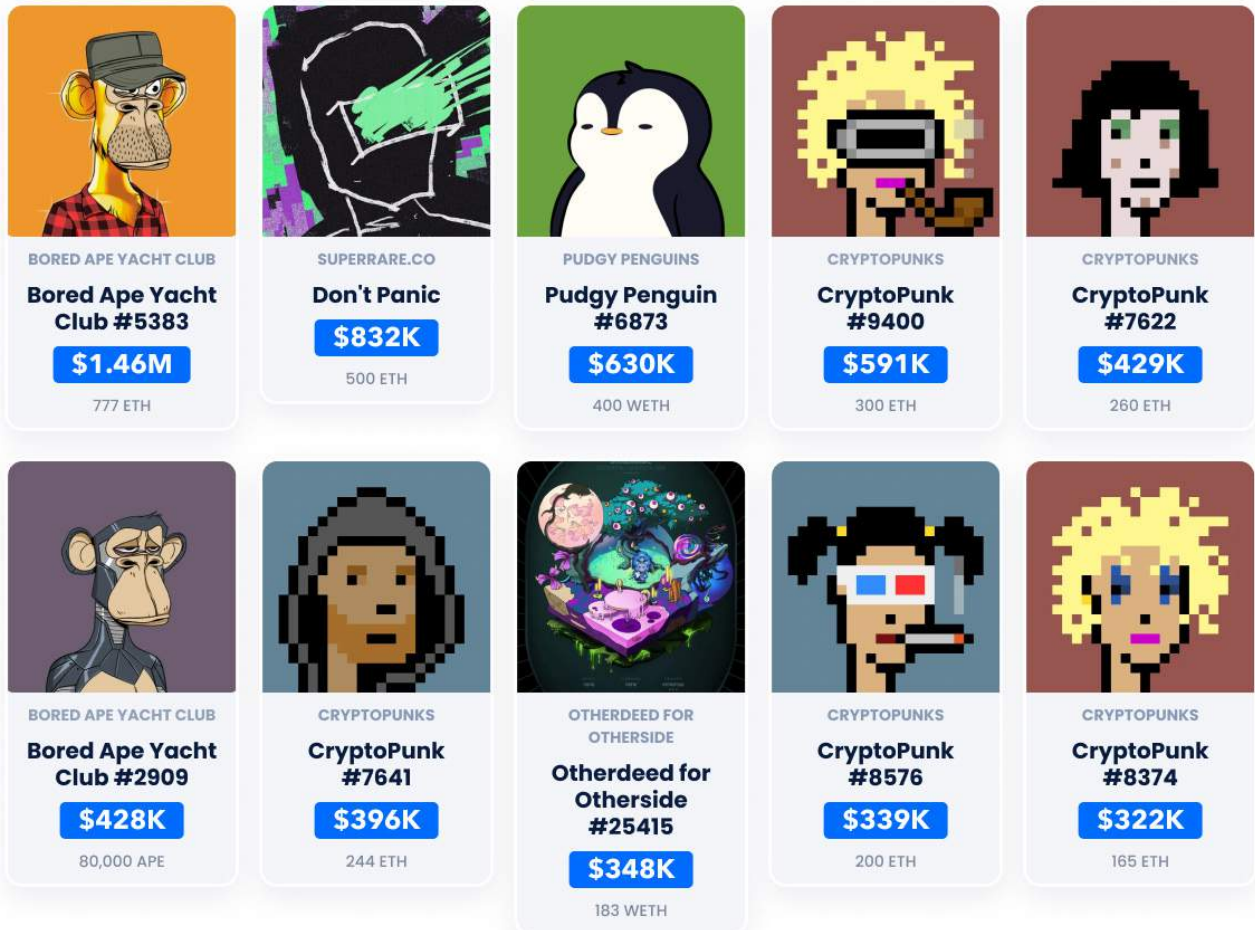 BORED APE YACHT CLUB
Bored Ape Yacht
Club #5383
$1.46M
777 ETH
SUPERRARE.CO
Don't Panic
$832K
500 ETH
PUDGY PENGUINS
Pudgy Penguin
#6873
$630K
400 WETH
CRYPTOPUNKS
CryptoPunk
#9400
$591K
300 ETH
CRYPTOPUNKS
CryptoPunk
#7622
$429K
260 ETH
BORED APE YACHT CLUB
Bored Ape Yacht
Club #2909
$428K
80,000 APE
CRYPTOPUNKS
CryptoPunk
#7641
$396K
244 ETH
OTHERDEED FOR
OTHERSIDE
Otherdeed for
Otherside
#25415
$348K
183 WETH
CRYPTOPUNKS
CryptoPunk
#8576
$339K
200 ETH
CRYPTOPUNKS
CryptoPunk
#8374
$322K
165 ETH